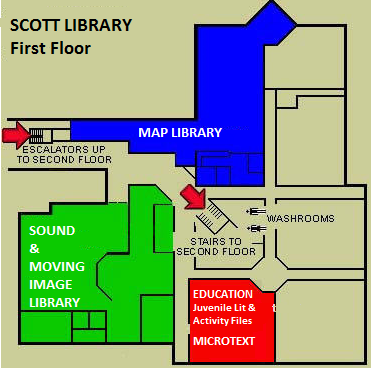 SCOTT LIBRARY
First Floor
MAP LIBRARY
ESCALATORS UP
TO SECOND FLOOR
WASHROOMS
STAIRS TO
SECOND FLOOR
SOUND
&
MOVING
IMAGE
LIBRARY
EDUCATION
Juvenile Lit & t
Activity Files
MICROTEXT